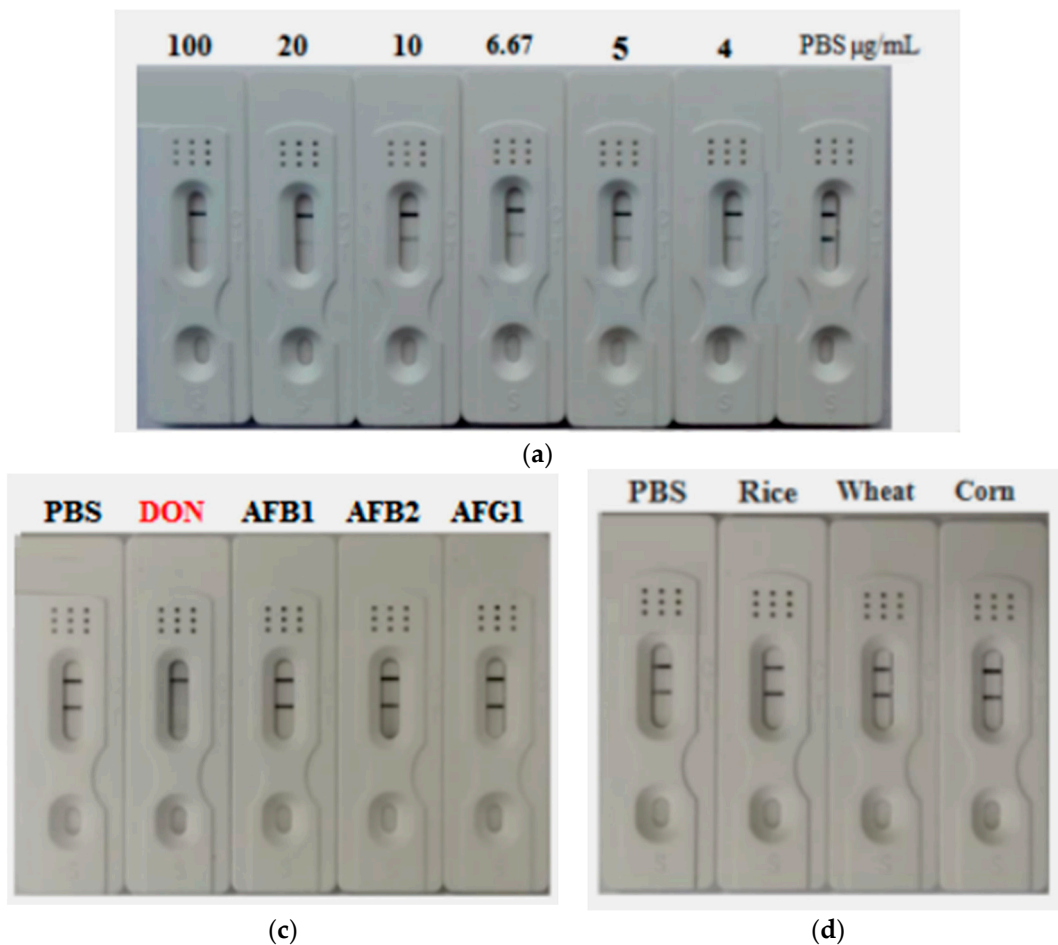 100 20 10 6.67 5 4 PBS μg/mL
S S S S S S S
(a)
PBS DON AFB1 AFB2 AFG1
S S S S S
(c)
PBS Rice Wheat Corn
S S S S
(d)